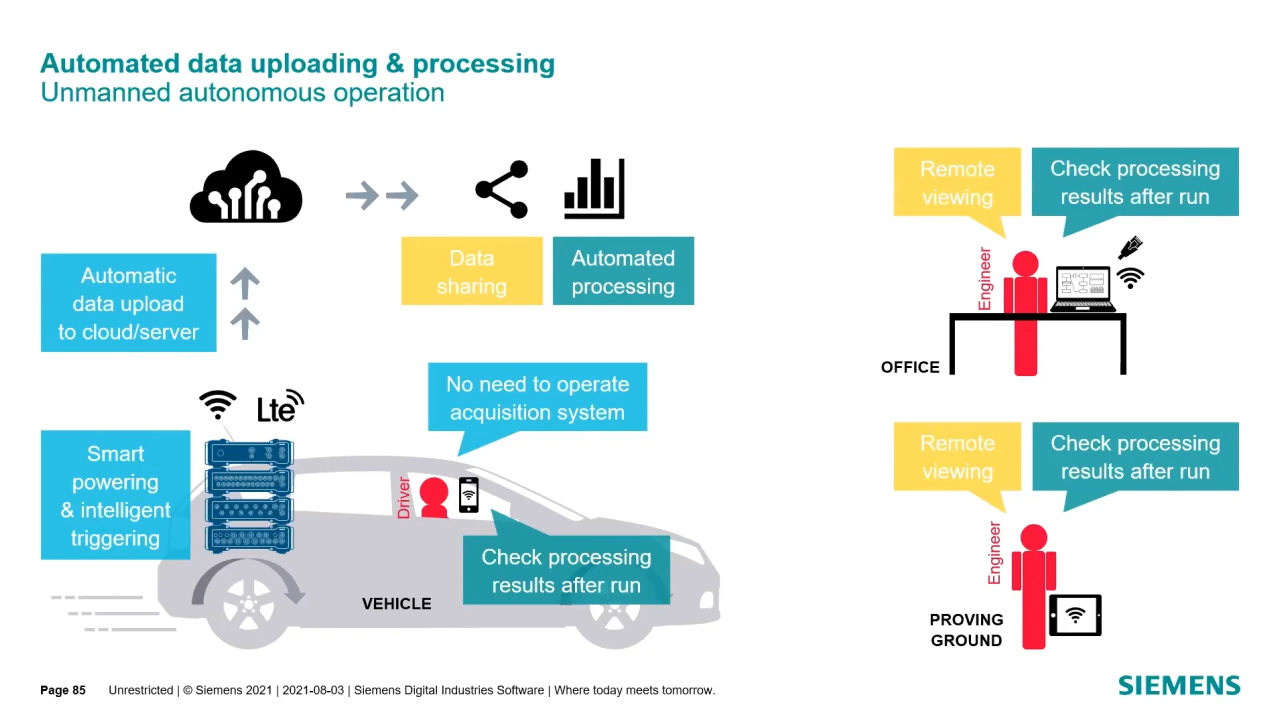 Automated data uploading & processing
Unmanned autonomous operation
Automatic
data upload
to cloud/server
Data
sharing
Automated
processing
Lte
Smart
powering
& intelligent
triggering
No need to operate
acquisition system
Driver
Check processing
results after run
VEHICLE
Remote
viewing
Check processing
results after run
Engineer
OFFICE
Remote
viewing
Check processing
results after run
Engineer
PROVING
GROUND
Page 85 Unrestricted | © Siemens 2021 | 2021-08-03 | Siemens Digital Industries Software | Where today meets tomorrow.
SIEMENS